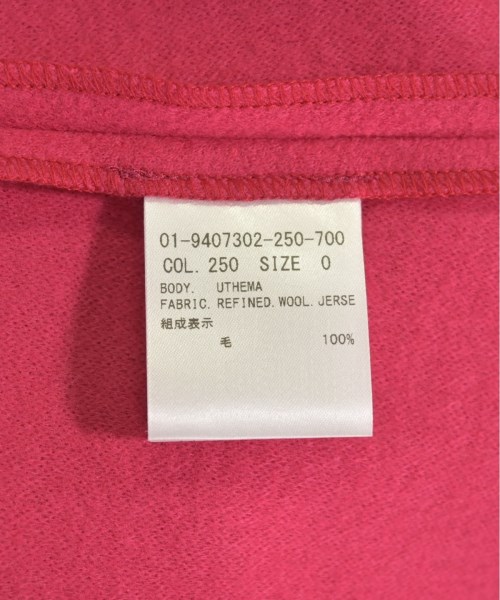 01-9407302-250-700
COL. 250 SIZE 0
BODY. UTHEMA
FABRIC. REFINED. WOOL. JERSE
組成表示
毛 100%